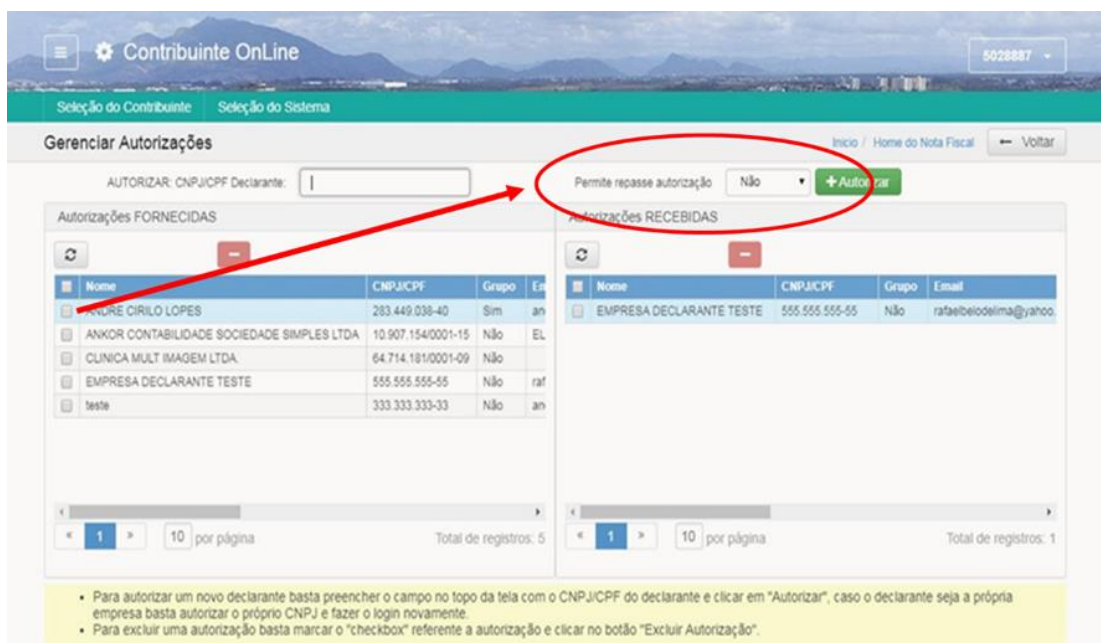 Contribuinte OnLine
5028887
Seleção do Contribuinte Seleção do Sistema
Gerenciar Autorizações
Inicio / Home do Nota Fiscal
← Voltar
AUTORIZAR: CNPJ/CPF Declarante:
Permite repasse autorização Não + Autorizar
Autorizações FORNECIDAS
Nome CNPJ/CPF Grupo Em
ANDRE CIRILO LOPES 283.449.038-40 Sim an
ANKOR CONTABILIDADE SOCIEDADE SIMPLES LTDA 10.907.154/0001-15 Não EL
CLINICA MULT IMAGEM LTDA. 64.714.181/0001-09 Não
EMPRESA DECLARANTE TESTE 555.555.555-55 Não raf
teste 333.333.333-33 Não an
« 1 » 10 por página Total de registros: 5
Autorizações RECEBIDAS
Nome CNPJ/CPF Grupo Email
EMPRESA DECLARANTE TESTE 555.555.555-55 Não rafaelbelodelima@yahoo.
« 1 » 10 por página Total de registros: 1
• Para autorizar um novo declarante basta preencher o campo no topo da tela com o CNPJ/CPF do declarante e clicar em "Autorizar", caso o declarante seja a própria
empresa basta autorizar o próprio CNPJ e fazer o login novamente.
• Para excluir uma autorização basta marcar o "checkbox" referente a autorização e clicar no botão "Excluir Autorização".